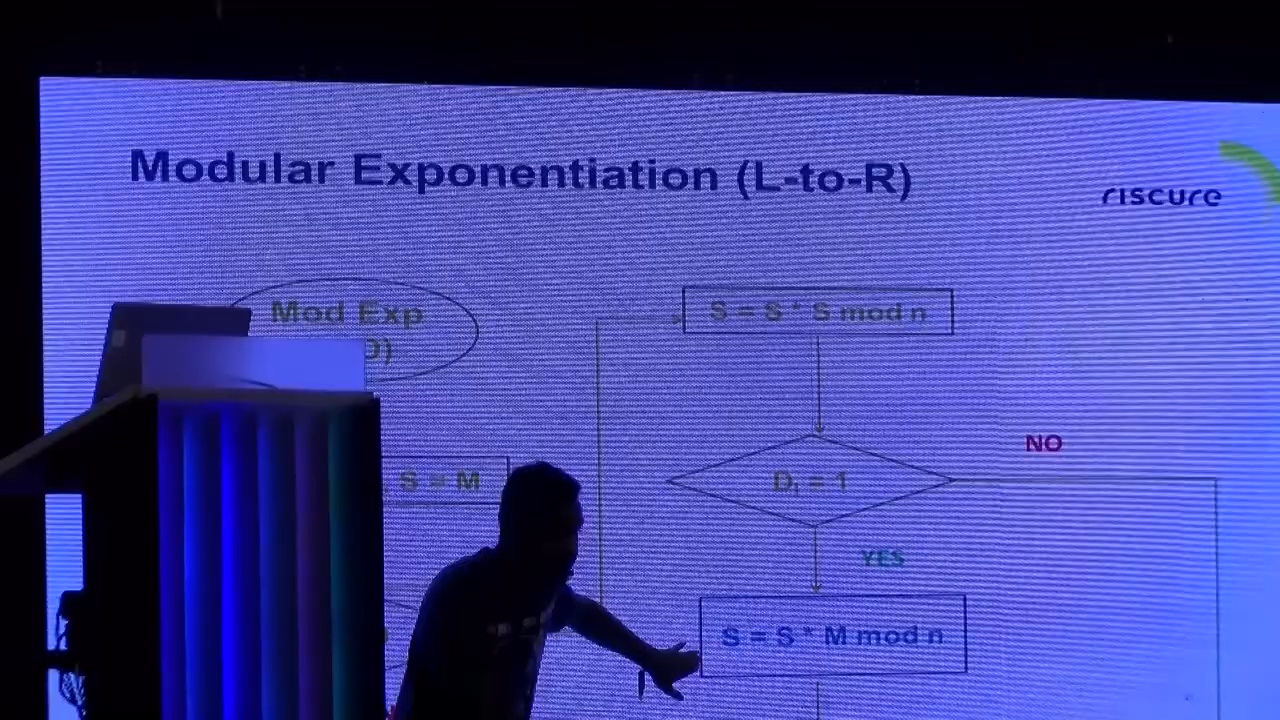 Modular Exponentiation (L-to-R)
riscure
Mod Exp
D)
S = S * S mod n
NO
S = M
Di = 1
YES
S = S * M mod n